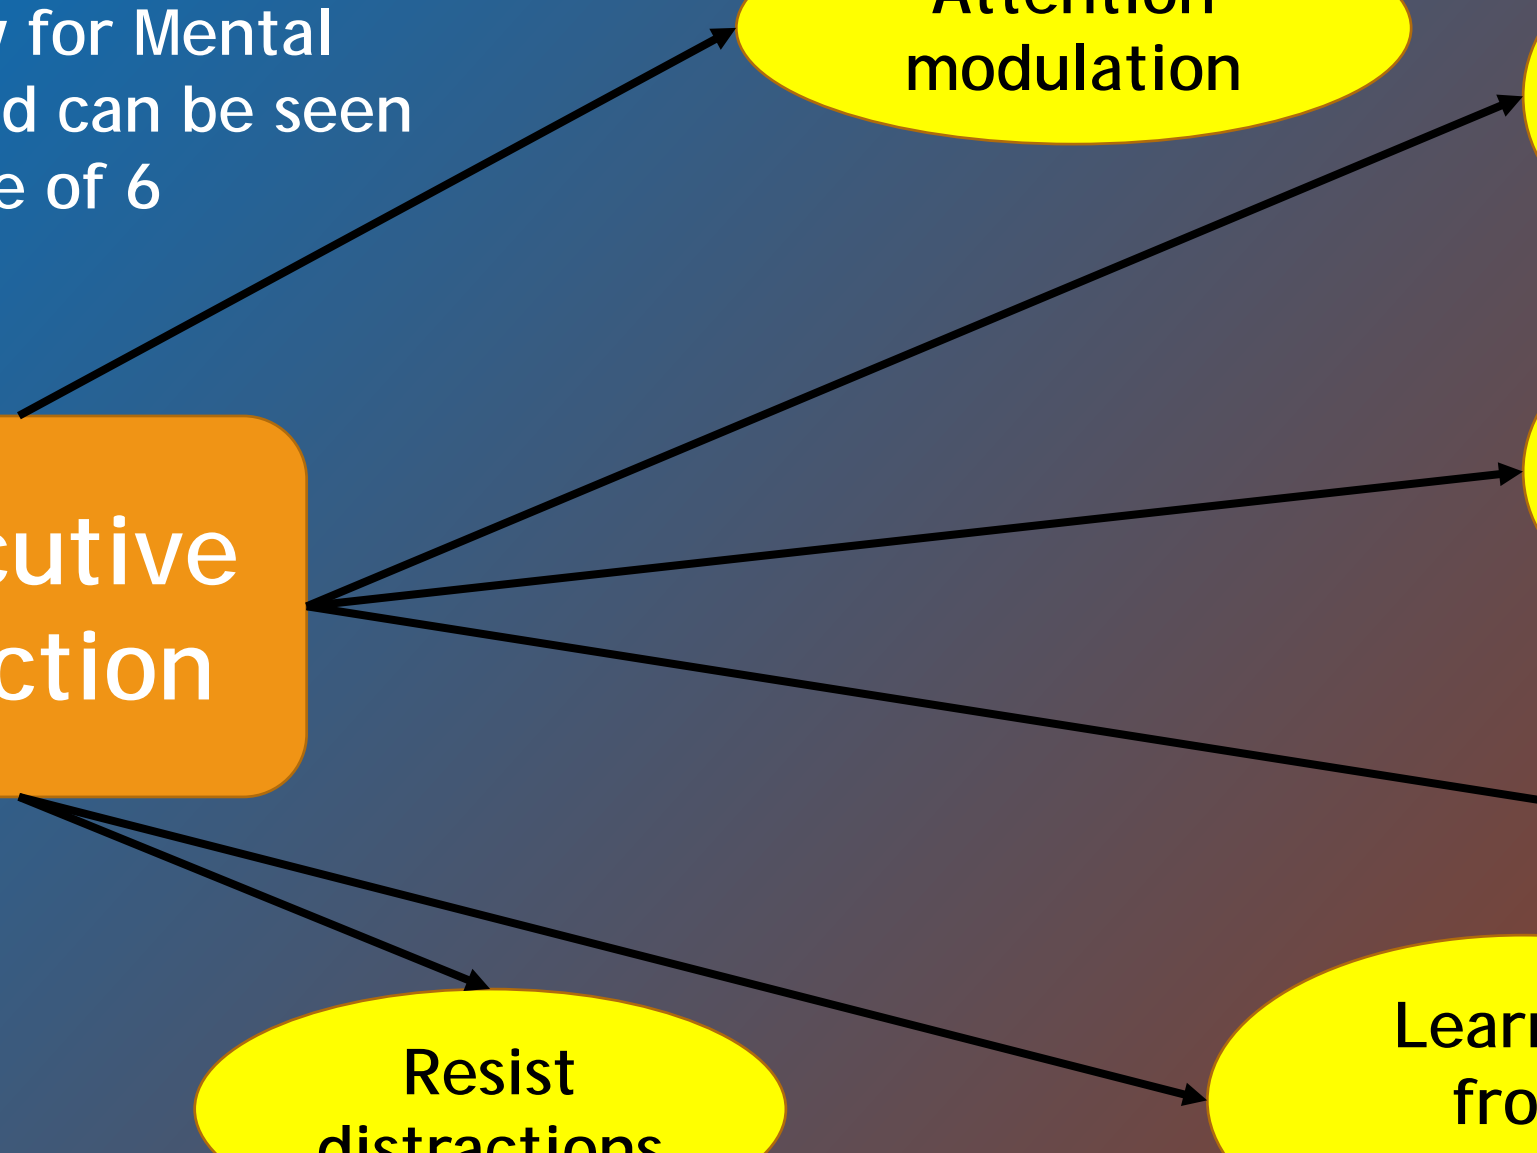 for Mental
d can be seen
e of 6
Attention
modulation
cutive
ction
Resist
distractions
Lear
fro